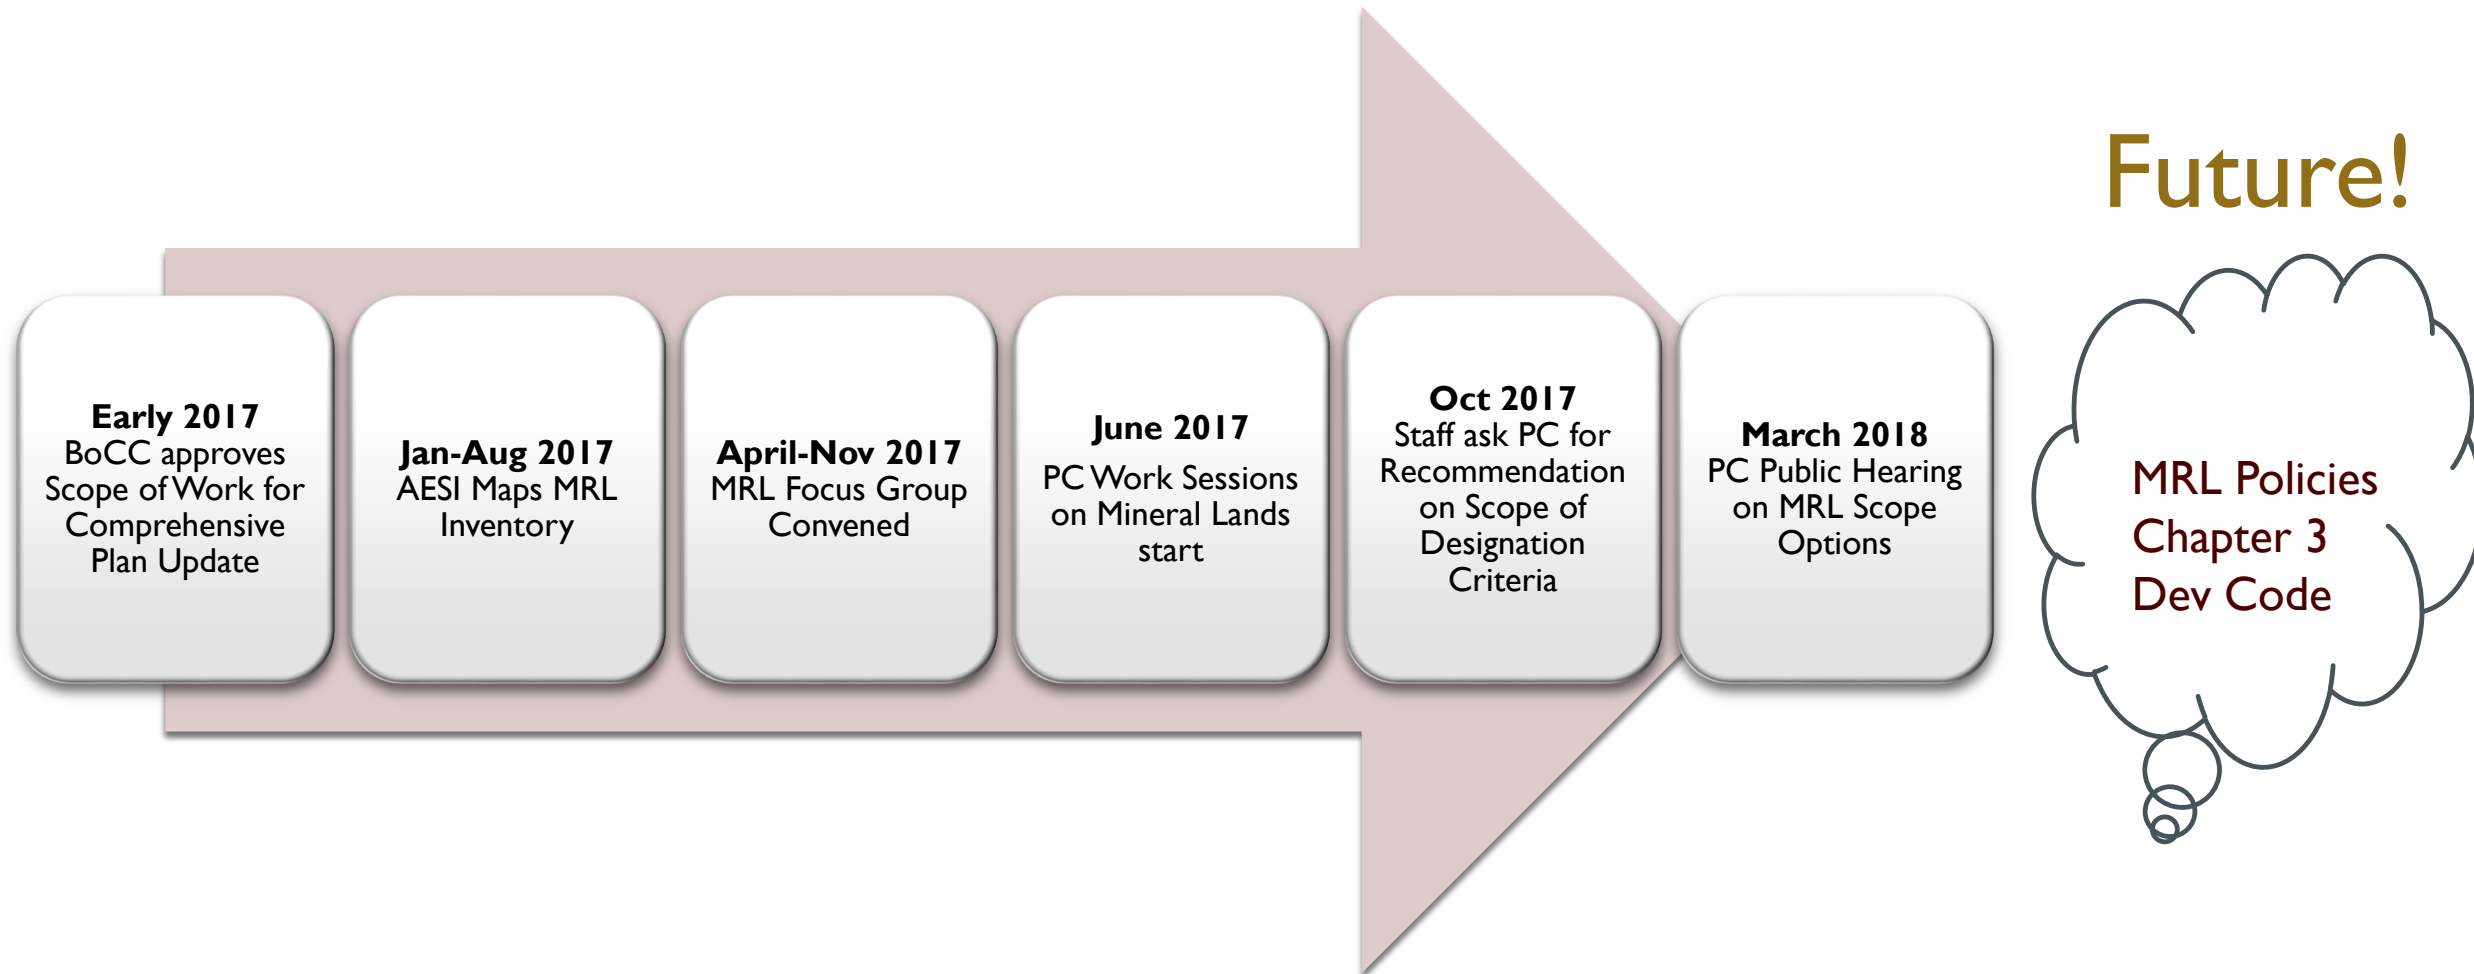 Early 2017
BoCC approves
Scope of Work for
Comprehensive
Plan Update
Jan-Aug 2017
AESI Maps MRL
Inventory
April-Nov 2017
MRL Focus Group
Convened
June 2017
PC Work Sessions
on Mineral Lands
start
Oct 2017
Staff ask PC for
Recommendation
on Scope of
Designation
Criteria
March 2018
PC Public Hearing
on MRL Scope
Options
Future!
MRL Policies
Chapter 3
Dev Code